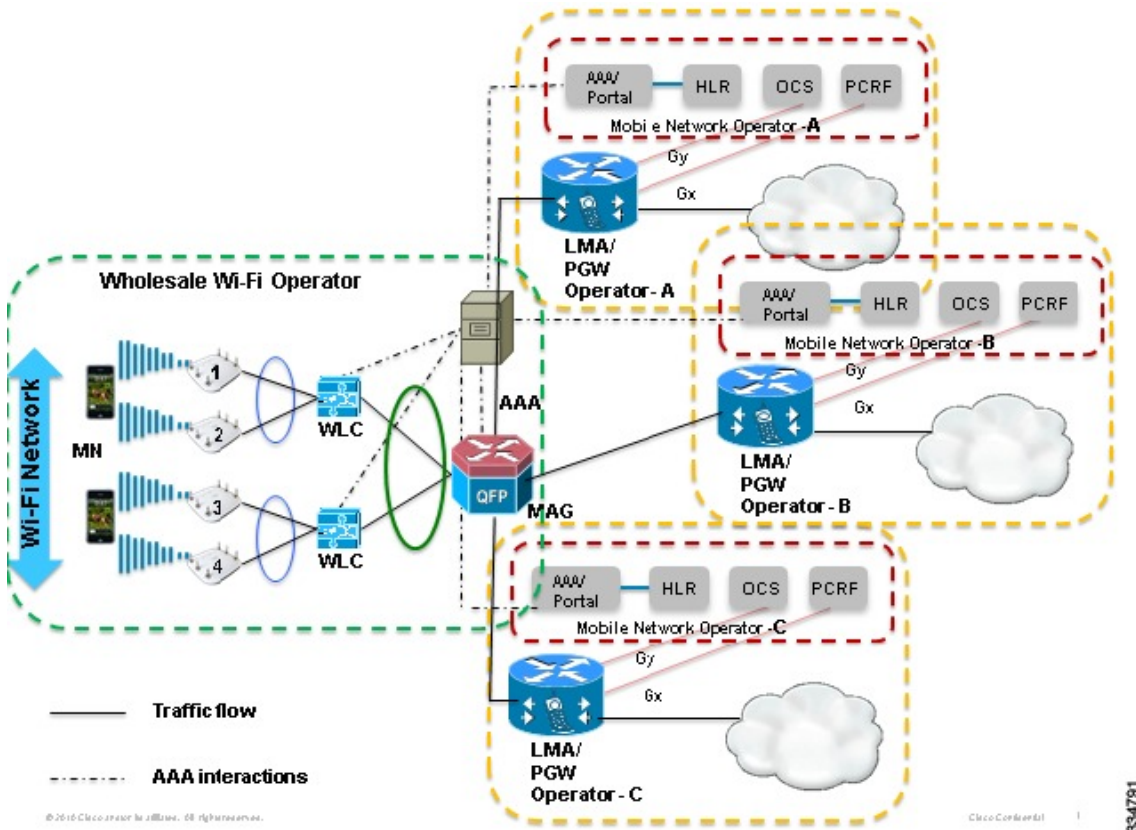 AAA/
Portal
HLR
OCS
PCRF
Mobile Network Operator -A
Gy
Gx
LMA/
PGW
Operator- A
Wholesale Wi-Fi Operator
AAA/
Portal
HLR
OCS
PCRF
Mobile Network Operator -B
Gy
Gx
LMA/
PGW
Operator- B
Wi-Fi Network
MN
1
2
3
4
WLC
WLC
AAA
QFP
MAG
AAA/
Portal
HLR
OCS
PCRF
Mobile Network Operator -C
Gy
Gx
LMA/
PGW
Operator- C
Traffic flow
AAA interactions
Cisco Confidential
1
334791